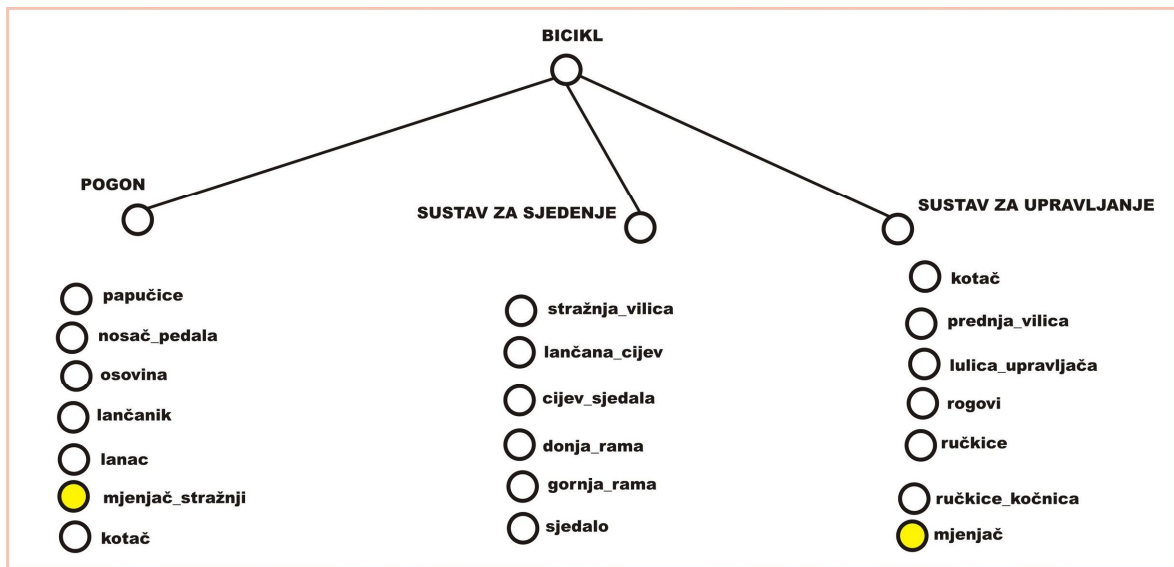 BICIKL
POGON
SUSTAV ZA SJEDENJE
SUSTAV ZA UPRAVLJANJE
papučice
nosač_pedala
osovina
lančanik
lanac
mjenjač_stražnji
kotač
stražnja_vilica
lančana_cijev
cijev_sjedala
donja_rama
gornja_rama
sjedalo
kotač
prednja_vilica
lulica_upravljača
rogovi
ručkice
ručkice_kočnica
mjenjač